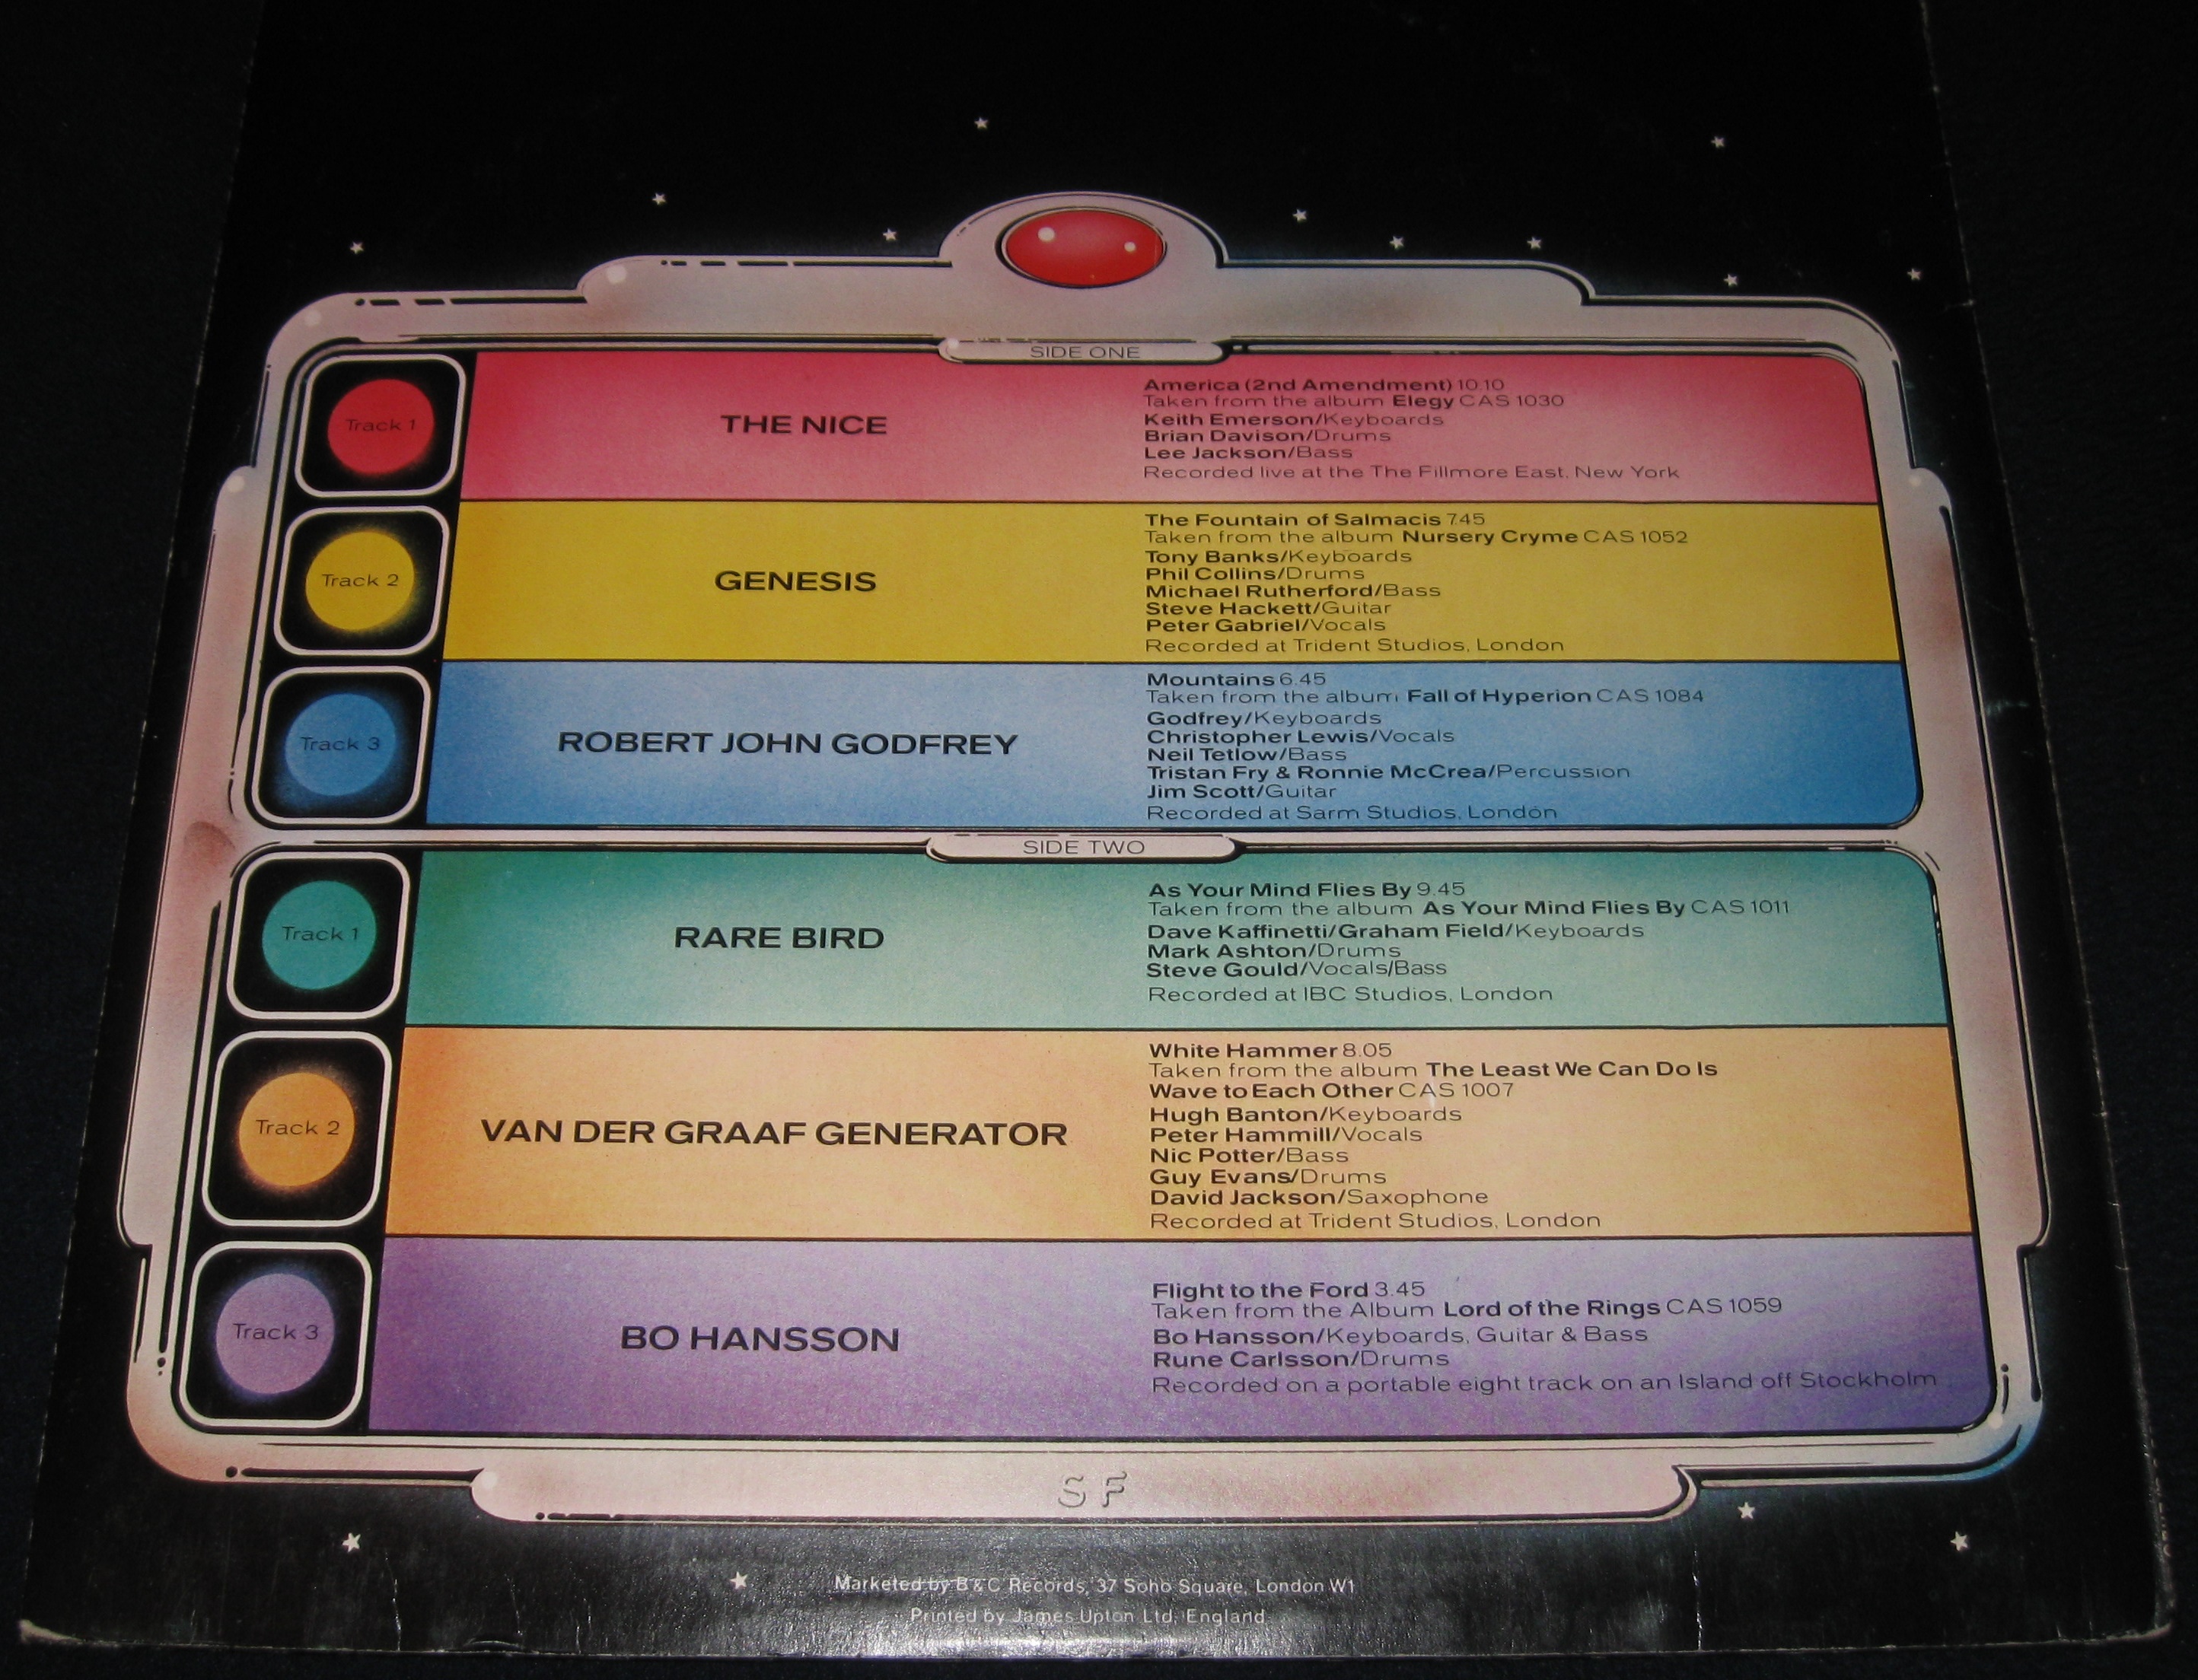 SIDE ONE
Track 1
THE NICE
America (2nd Amendment) 10.10
Taken from the album Elegy CAS 1030
Keith Emerson/Keyboards
Brian Davison/Drums
Lee Jackson/Bass
Recorded live at the The Fillmore East, New York
Track 2
GENESIS
The Fountain of Salmacis 7.45
Taken from the album Nursery Cryme CAS 1052
Tony Banks/Keyboards
Phil Collins/Drums
Michael Rutherford/Bass
Steve Hackett/Guitar
Peter Gabriel/Vocals
Recorded at Trident Studios, London
Track 3
ROBERT JOHN GODFREY
Mountains 6.45
Taken from the album Fall of Hyperion CAS 1084
Godfrey/Keyboards
Christopher Lewis/Vocals
Neil Tetlow/Bass
Tristan Fry & Ronnie McCrea/Percussion
Jim Scott/Guitar
Recorded at Sarm Studios, London
SIDE TWO
Track 1
RARE BIRD
As Your Mind Flies By 9.45
Taken from the album As Your Mind Flies By CAS 1011
Dave Kaffinetti/Graham Field/Keyboards
Mark Ashton/Drums
Steve Gould/Vocals/Bass
Recorded at IBC Studios, London
Track 2
VAN DER GRAAF GENERATOR
White Hammer 8.05
Taken from the album The Least We Can Do Is
Wave to Each Other CAS 1007
Hugh Banton/Keyboards
Peter Hammill/Vocals
Nic Potter/Bass
Guy Evans/Drums
David Jackson/Saxophone
Recorded at Trident Studios, London
Track 3
BO HANSSON
Flight to the Ford 3.45
Taken from the Album Lord of the Rings CAS 1059
Bo Hansson/Keyboards, Guitar & Bass
Rune Carlsson/Drums
Recorded on a portable eight track on an Island off Stockholm
S F
Marketed by B & C Records, 37 Soho Square, London W1
Printed by James Upton Ltd, England